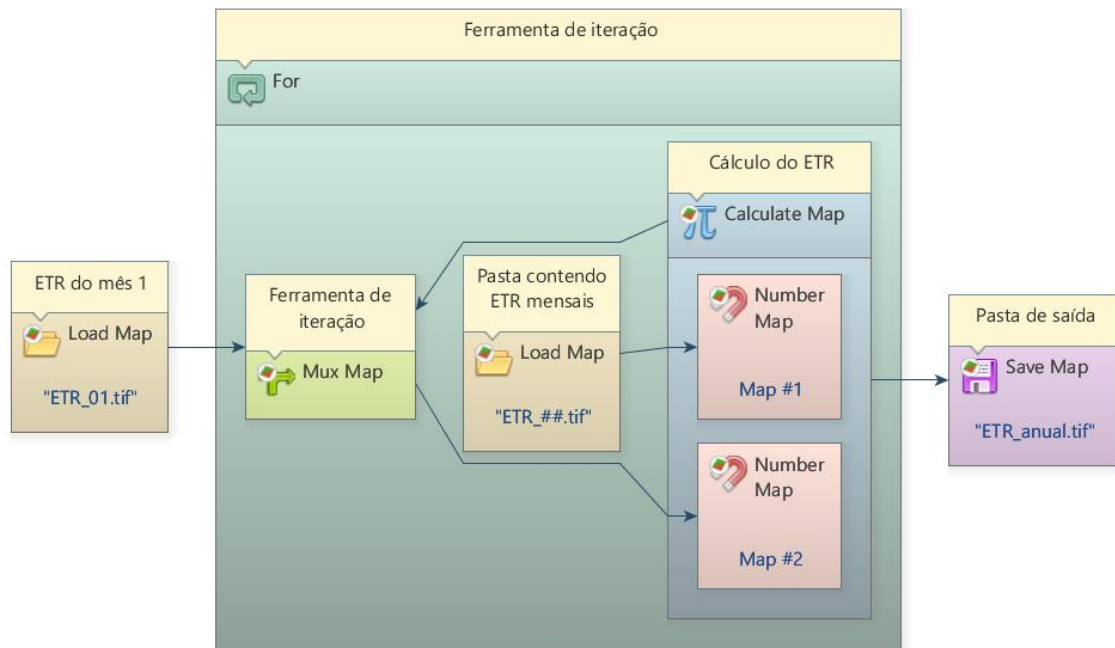 Ferramenta de iteração
For
Cálculo do ETR
Calculate Map
ETR do mês 1
Load Map
"ETR_01.tif"
Ferramenta de
iteração
Mux Map
Pasta contendo
ETR mensais
Load Map
"ETR_##.tif"
Number
Map
Map #1
Number
Map
Map #2
Pasta de saída
Save Map
"ETR_anual.tif"